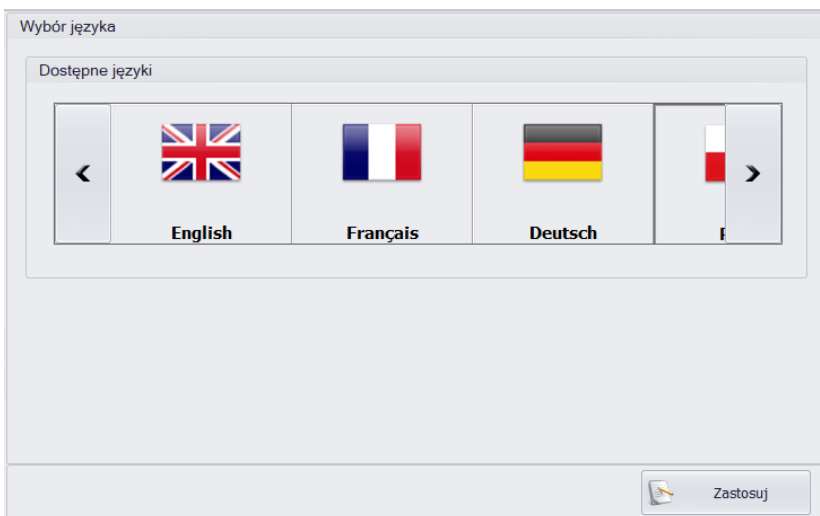 Wybór języka
Dostępne języki
English Français Deutsch
Zastosuj